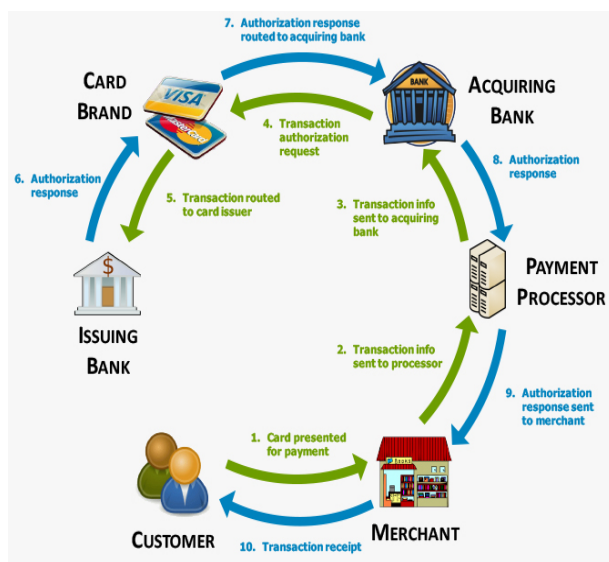 7. Authorization response
routed to acquiring bank
CARD
BRAND
VISA
MasterCard
BANK
ACQUIRING
BANK
4. Transaction
authorization
request
6. Authorization
response
5. Transaction routed
to card issuer
8. Authorization
response
3. Transaction info
sent to acquiring
bank
$
ISSUING
BANK
PAYMENT
PROCESSOR
2. Transaction info
sent to processor
9. Authorization
response sent
to merchant
1. Card presented
for payment
BOOKS
CUSTOMER
MERCHANT
10. Transaction receipt